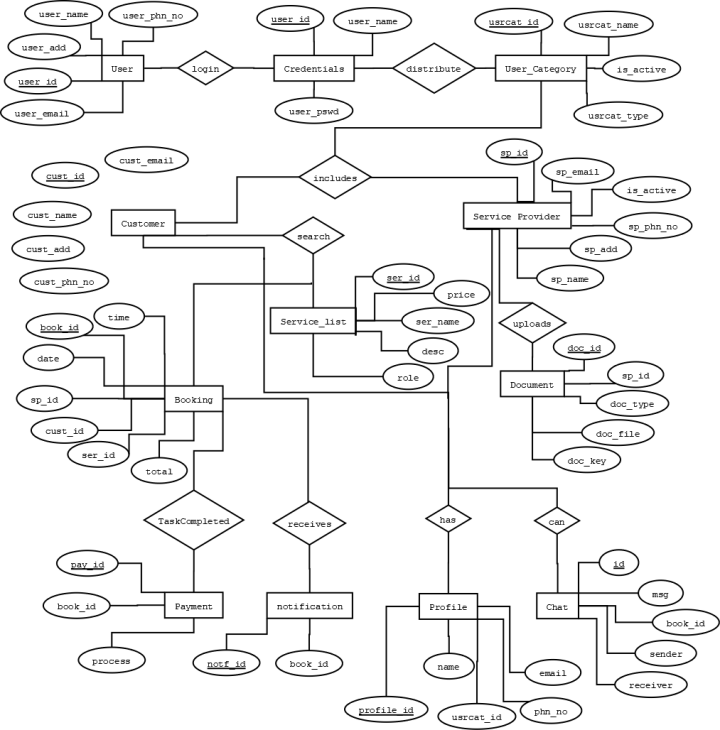 user_name
user_phn_no
user_id
user_name
usrcat_id
usrcat_name
user_add
User
login
Credentials
distribute
User_Category
is_active
user_id
user_email
user_pswd
usrcat_type
cust_email
sp_id
sp_email
cust_id
includes
is_active
cust_name
Customer
search
Service Provider
sp_phn_no
cust_add
sp_add
cust_phn_no
ser_id
sp_name
price
time
book_id
Service_list
ser_name
uploads
doc_id
date
desc
sp_id
role
Document
sp_id
Booking
doc_type
cust_id
doc_file
ser_id
total
doc_key
TaskCompleted
receives
has
can
pay_id
id
book_id
Payment
notification
Profile
Chat
msg
book_id
process
notf_id
book_id
name
email
sender
receiver
profile_id
usrcat_id
phn_no